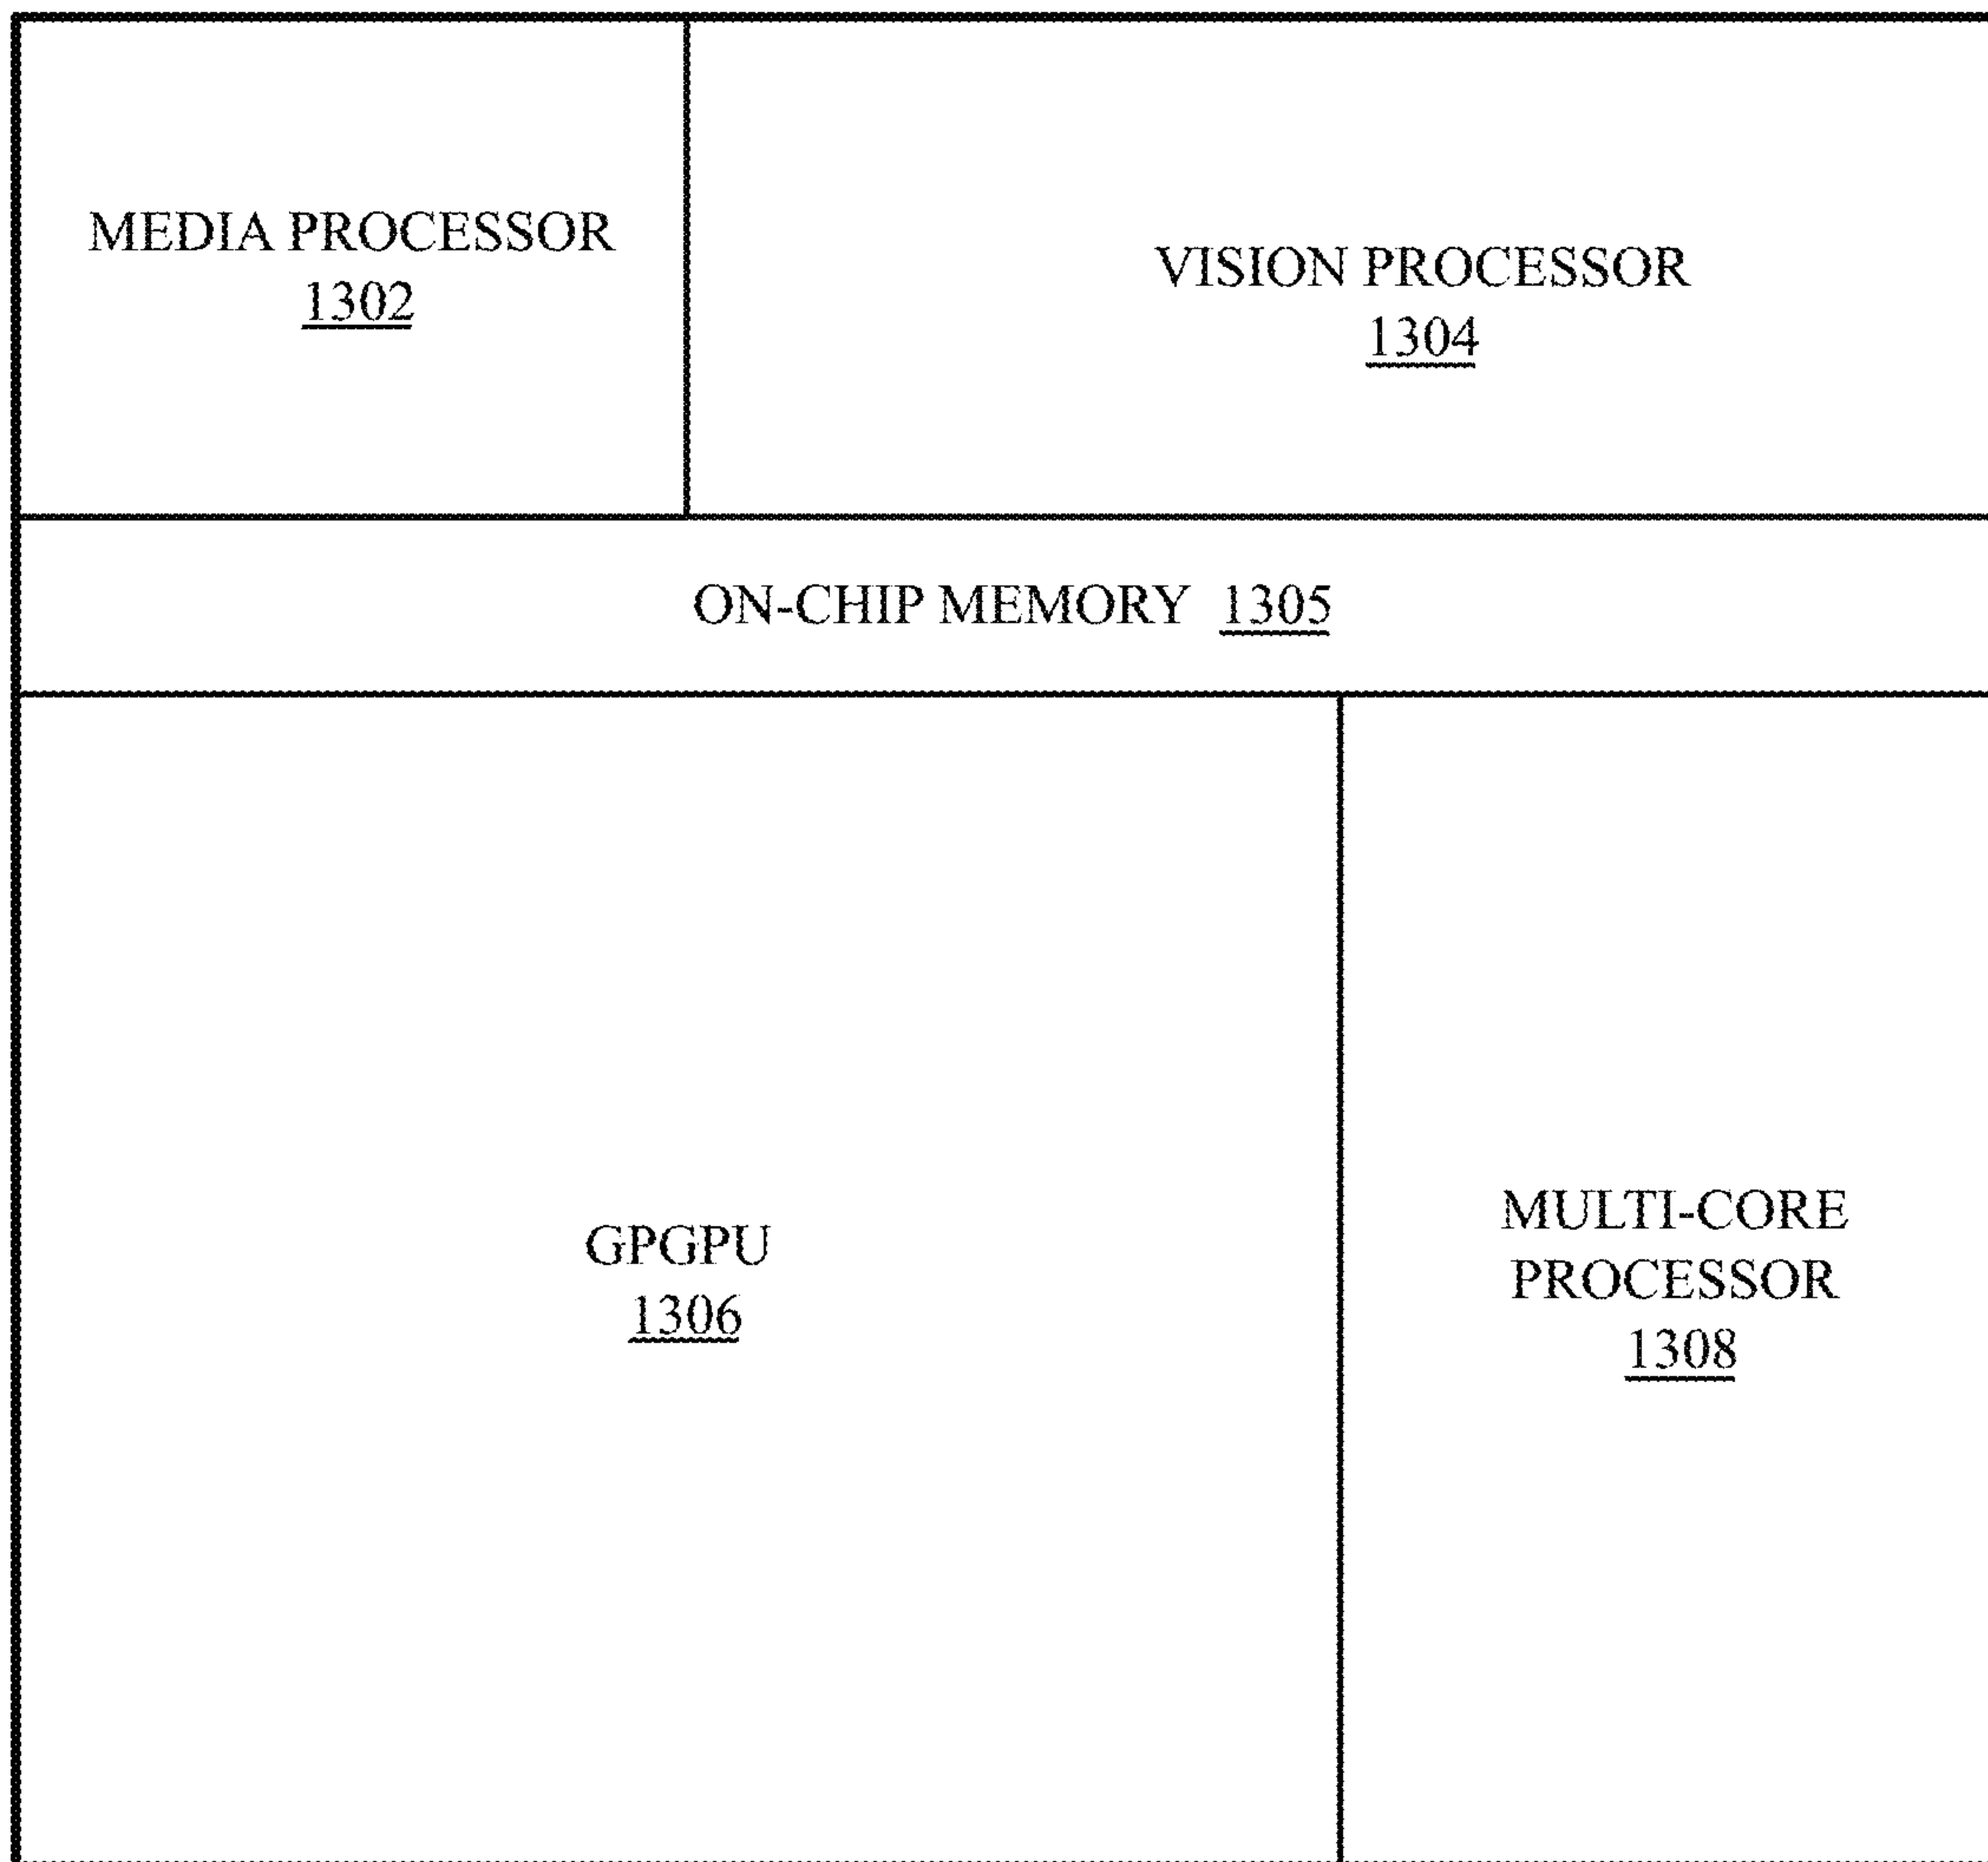 MEDIA PROCESSOR
1302
VISION PROCESSOR
1304
ON-CHIP MEMORY 1305
GPGPU
1306
MULTI-CORE
PROCESSOR
1308